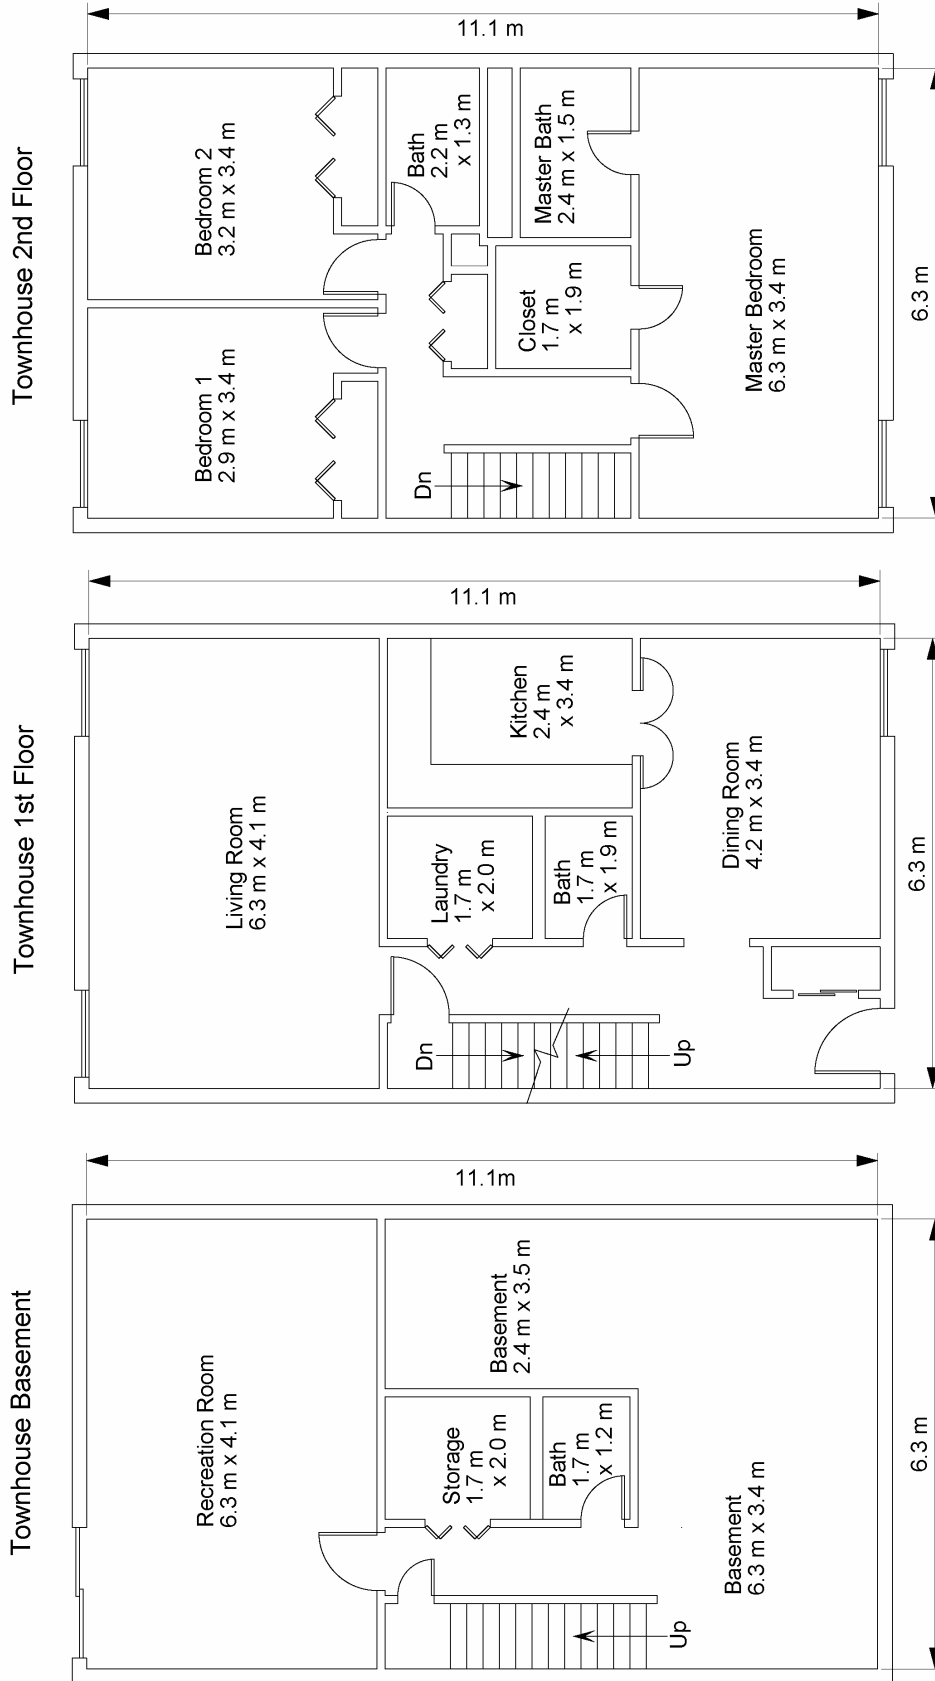 Townhouse 2nd Floor
11.1 m
Bedroom 2
3.2 m x 3.4 m
Bath
2.2 m
x 1.3 m
Master Bath
2.4 m x 1.5 m
Bedroom 1
2.9 m x 3.4 m
Closet
1.7 m
x 1.9 m
Master Bedroom
6.3 m x 3.4 m
Dn
6.3 m
Townhouse 1st Floor
11.1 m
Living Room
6.3 m x 4.1 m
Kitchen
2.4 m
x 3.4 m
Laundry
1.7 m
x 2.0 m
Bath
1.7 m
x 1.9 m
Dining Room
4.2 m x 3.4 m
Dn
Up
6.3 m
Townhouse Basement
11.1m
Recreation Room
6.3 m x 4.1 m
Basement
2.4 m x 3.5 m
Storage
1.7 m
x 2.0 m
Bath
1.7 m
x 1.2 m
Basement
6.3 m x 3.4 m
Up
6.3 m